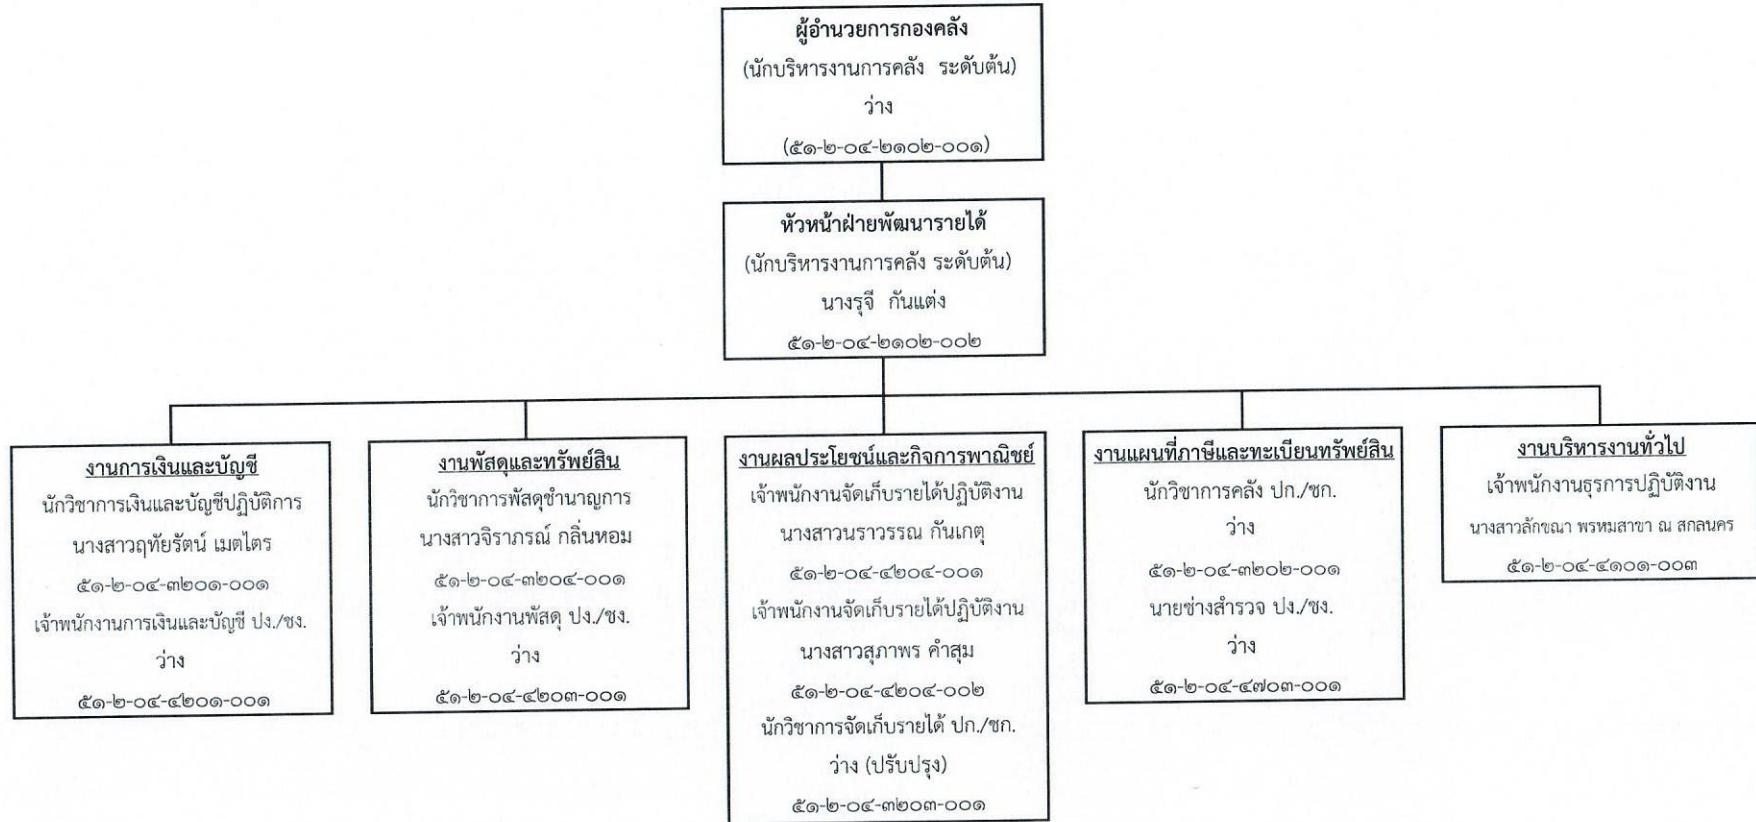 ผู้อำนวยการกองคลัง
(นักบริหารงานการคลัง ระดับต้น)
ว่าง
(๕๑-๒-๐๔-๒๑๐๒-๐๐๑)
หัวหน้าฝ่ายพัฒนารายได้
(นักบริหารงานการคลัง ระดับต้น)
นางรุจี กันแต่ง
๕๑-๒-๐๔-๒๑๐๒-๐๐๒
งานการเงินและบัญชี
นักวิชาการเงินและบัญชีปฏิบัติการ
นางสาวฤทัยรัตน์ เมตไตร
๕๑-๒-๐๔-๓๒๐๑-๐๐๑
เจ้าพนักงานการเงินและบัญชี ปง./ชง.
ว่าง
๕๑-๒-๐๔-๔๒๐๑-๐๐๑
งานพัสดุและทรัพย์สิน
นักวิชาการพัสดุชำนาญการ
นางสาวจิราภรณ์ กลิ่นหอม
๕๑-๒-๐๔-๓๒๐๔-๐๐๑
เจ้าพนักงานพัสดุ ปง./ชง.
ว่าง
๕๑-๒-๐๔-๔๒๐๓-๐๐๑
งานผลประโยชน์และกิจการพาณิชย์
เจ้าพนักงานจัดเก็บรายได้ปฏิบัติงาน
นางสาวนราวรรณ กันเกตุ
๕๑-๒-๐๔-๔๒๐๔-๐๐๑
เจ้าพนักงานจัดเก็บรายได้ปฏิบัติงาน
นางสาวสุภาพร คำสุม
๕๑-๒-๐๔-๔๒๐๔-๐๐๒
นักวิชาการจัดเก็บรายได้ ปก./ชก.
ว่าง (ปรับปรุง)
๕๑-๒-๐๔-๓๒๐๓-๐๐๑
งานแผนที่ภาษีและทะเบียนทรัพย์สิน
นักวิชาการคลัง ปก./ชก.
ว่าง
๕๑-๒-๐๔-๓๒๐๒-๐๐๑
นายช่างสำรวจ ปง./ชง.
ว่าง
๕๑-๒-๐๔-๔๗๐๓-๐๐๑
งานบริหารงานทั่วไป
เจ้าพนักงานธุรการปฏิบัติงาน
นางสาวลักขณา พรหมสาขา ณ สกลนคร
๕๑-๒-๐๔-๔๑๐๑-๐๐๓